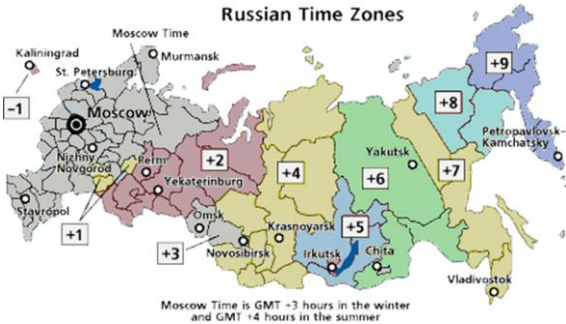 Russian Time Zones
Moscow Time
Kaliningrad
Murmansk
St. Petersburg
+9
-1
Moscow
+8
Petropavlovsk-
Kamchatsky
Nizhny
Novgorod
Perm
+2
+4
Yakutsk
+6
+7
Yekaterinburg
Stavropol
+1
Omsk
+3
Novosibirsk
Krasnoyarsk
+5
Irkutsk
Chita
Vladivostok
Moscow Time is GMT +3 hours in the winter
and GMT +4 hours in the summer